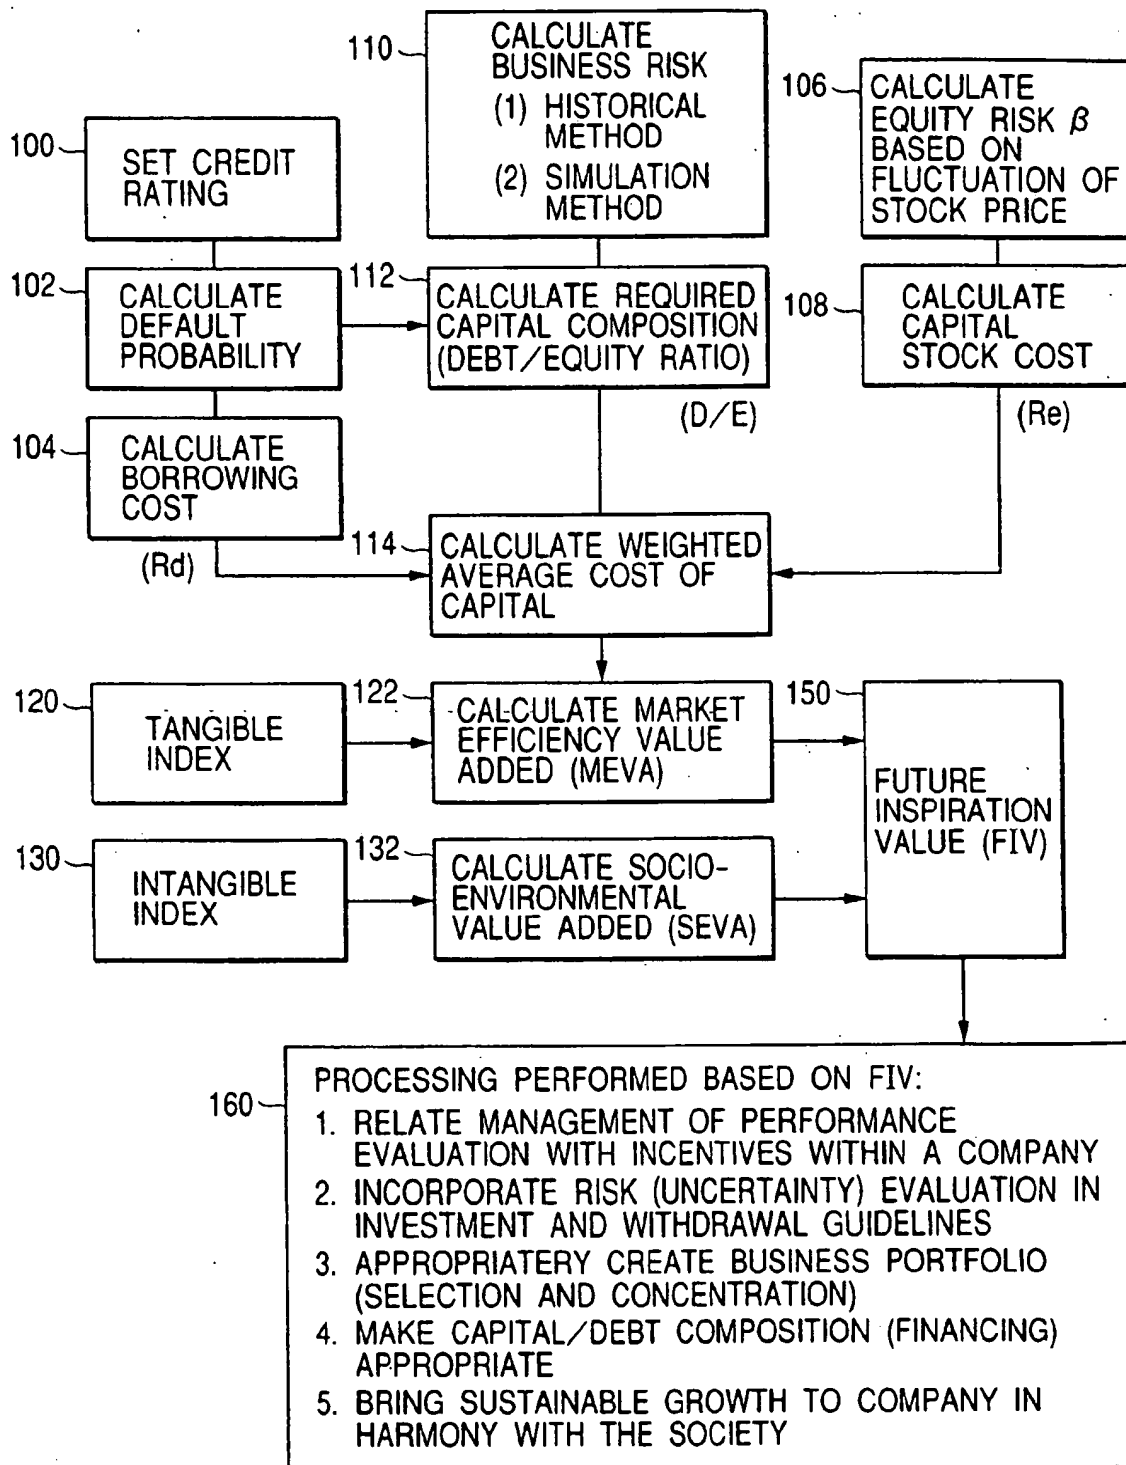 110
CALCULATE
BUSINESS RISK
(1) HISTORICAL
METHOD
(2) SIMULATION
METHOD
106
CALCULATE
EQUITY RISK β
BASED ON
FLUCTUATION OF
STOCK PRICE
100
SET CREDIT
RATING
102
CALCULATE
DEFAULT
PROBABILITY
112
CALCULATE REQUIRED
CAPITAL COMPOSITION
(DEBT/EQUITY RATIO)
(D/E)
108
CALCULATE
CAPITAL
STOCK COST
(Re)
104
CALCULATE
BORROWING
COST
(Rd)
114
CALCULATE WEIGHTED
AVERAGE COST OF
CAPITAL
120
TANGIBLE
INDEX
122
CALCULATE MARKET
EFFICIENCY VALUE
ADDED (MEVA)
150
FUTURE
INSPIRATION
VALUE (FIV)
130
INTANGIBLE
INDEX
132
CALCULATE SOCIO-
ENVIRONMENTAL
VALUE ADDED (SEVA)
160
PROCESSING PERFORMED BASED ON FIV:
1. RELATE MANAGEMENT OF PERFORMANCE
EVALUATION WITH INCENTIVES WITHIN A COMPANY
2. INCORPORATE RISK (UNCERTAINTY) EVALUATION IN
INVESTMENT AND WITHDRAWAL GUIDELINES
3. APPROPRIATERY CREATE BUSINESS PORTFOLIO
(SELECTION AND CONCENTRATION)
4. MAKE CAPITAL/DEBT COMPOSITION (FINANCING)
APPROPRIATE
5. BRING SUSTAINABLE GROWTH TO COMPANY IN
HARMONY WITH THE SOCIETY